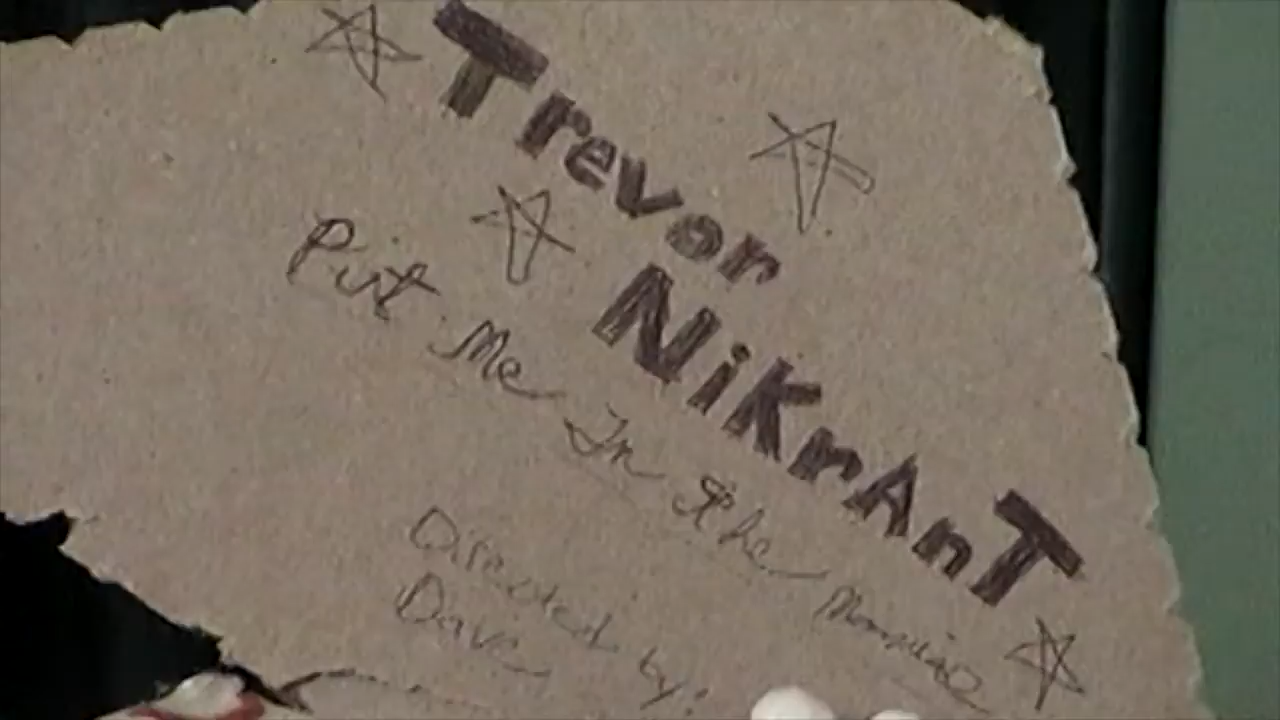 Trevor
NiKrAnT
Put Me In The
Directed by:
Dave